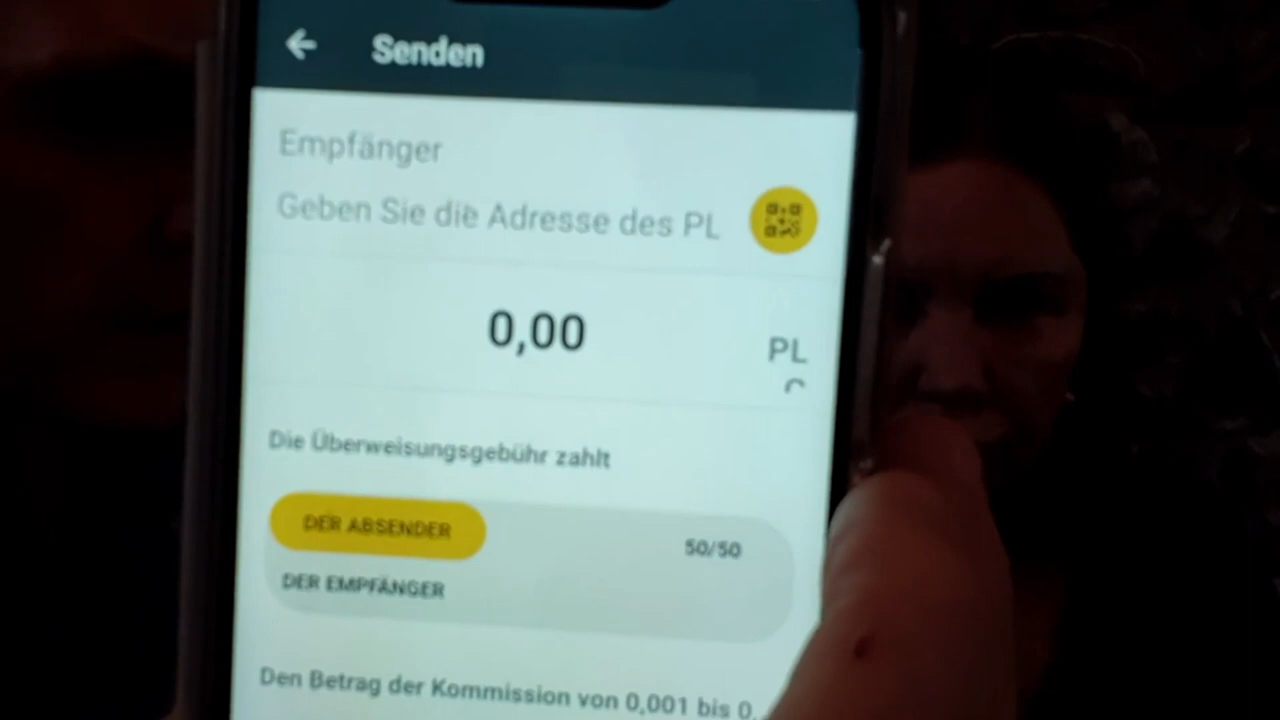 Senden
Empfänger
Geben Sie die Adresse des PL
0,00
PL
C
Die Überweisungsgebühr zahlt
DER ABSENDER
50/50
DER EMPFÄNGER
Den Betrag der Kommission von 0,001 bis 0.